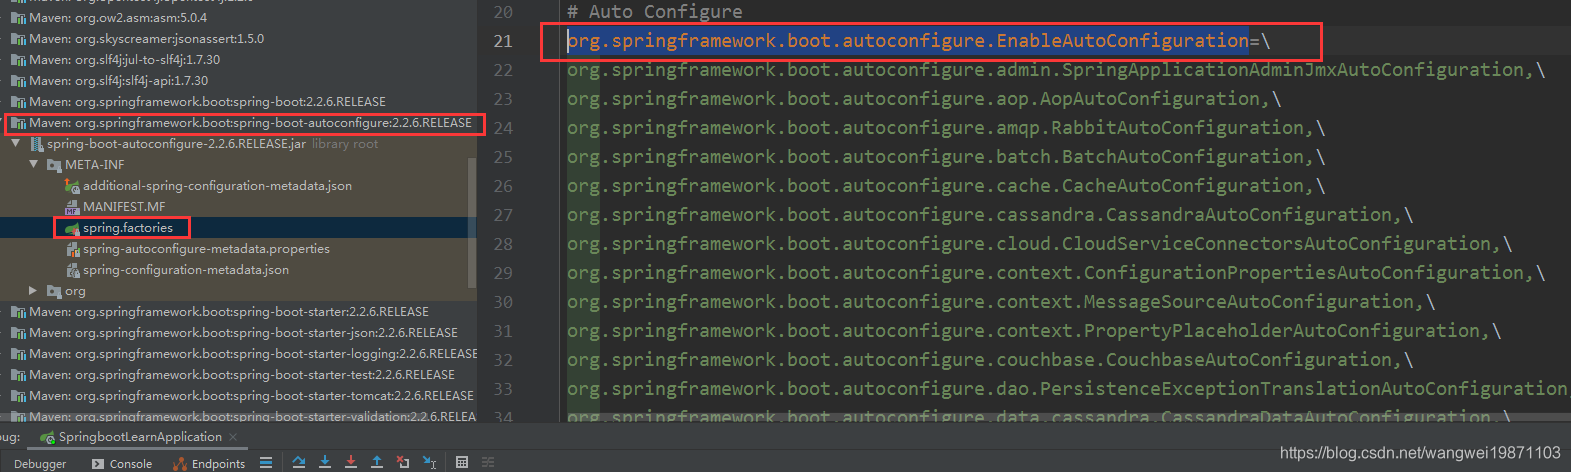 Maven: org.ow2.asm:asm:5.0.4
Maven: org.skyscreamer:jsonassert:1.5.0
Maven: org.slf4j:jul-to-slf4j:1.7.30
Maven: org.slf4j:slf4j-api:1.7.30
Maven: org.springframework.boot:spring-boot:2.2.6.RELEASE
Maven: org.springframework.boot:spring-boot-autoconfigure:2.2.6.RELEASE
spring-boot-autoconfigure-2.2.6.RELEASE.jar library root
META-INF
additional-spring-configuration-metadata.json
MANIFEST.MF
spring.factories
spring-autoconfigure-metadata.properties
spring-configuration-metadata.json
org
Maven: org.springframework.boot:spring-boot-starter:2.2.6.RELEASE
Maven: org.springframework.boot:spring-boot-starter-json:2.2.6.RELEASE
Maven: org.springframework.boot:spring-boot-starter-logging:2.2.6.RELEASE
Maven: org.springframework.boot:spring-boot-starter-test:2.2.6.RELEASE
Maven: org.springframework.boot:spring-boot-starter-tomcat:2.2.6.RELEASE
Maven: org.springframework.boot:spring-boot-starter-validation:2.2.6.RELEA
20 # Auto Configure
21 org.springframework.boot.autoconfigure.EnableAutoConfiguration=\
22 org.springframework.boot.autoconfigure.admin.SpringApplicationAdminJmxAutoConfiguration,\
23 org.springframework.boot.autoconfigure.aop.AopAutoConfiguration,\
24 org.springframework.boot.autoconfigure.amqp.RabbitAutoConfiguration,\
25 org.springframework.boot.autoconfigure.batch.BatchAutoConfiguration,\
26 org.springframework.boot.autoconfigure.cache.CacheAutoConfiguration,\
27 org.springframework.boot.autoconfigure.cassandra.CassandraAutoConfiguration,\
28 org.springframework.boot.autoconfigure.cloud.CloudServiceConnectorsAutoConfiguration,\
29 org.springframework.boot.autoconfigure.context.ConfigurationPropertiesAutoConfiguration,\
30 org.springframework.boot.autoconfigure.context.MessageSourceAutoConfiguration,\
31 org.springframework.boot.autoconfigure.context.PropertyPlaceholderAutoConfiguration,\
32 org.springframework.boot.autoconfigure.couchbase.CouchbaseAutoConfiguration,\
33 org.springframework.boot.autoconfigure.dao.PersistenceExceptionTranslationAutoConfiguration,
34 org.springframework.boot.autoconfigure.data.cassandra.CassandraDataAutoConfiguration,\
bug: SpringbootLearnApplication
Debugger Console Endpoints
https://blog.csdn.net/wangwei19871103